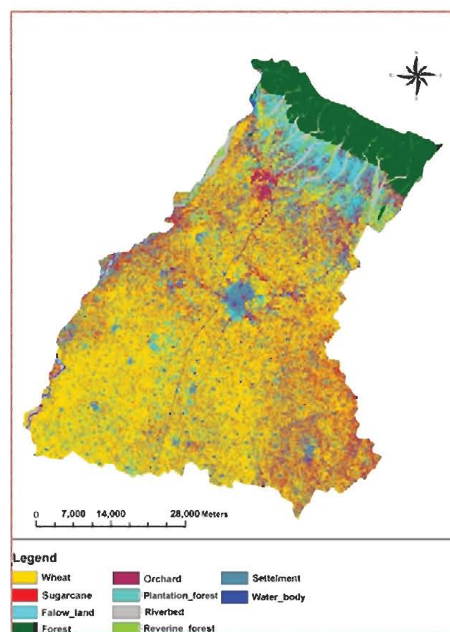 0 7,000 14,000 28,000 Meters
Legend
Wheat Orchard Settelment
Sugarcane Plantation_forest Water_body
Falow_land Riverbed
Forest Reverine_forest